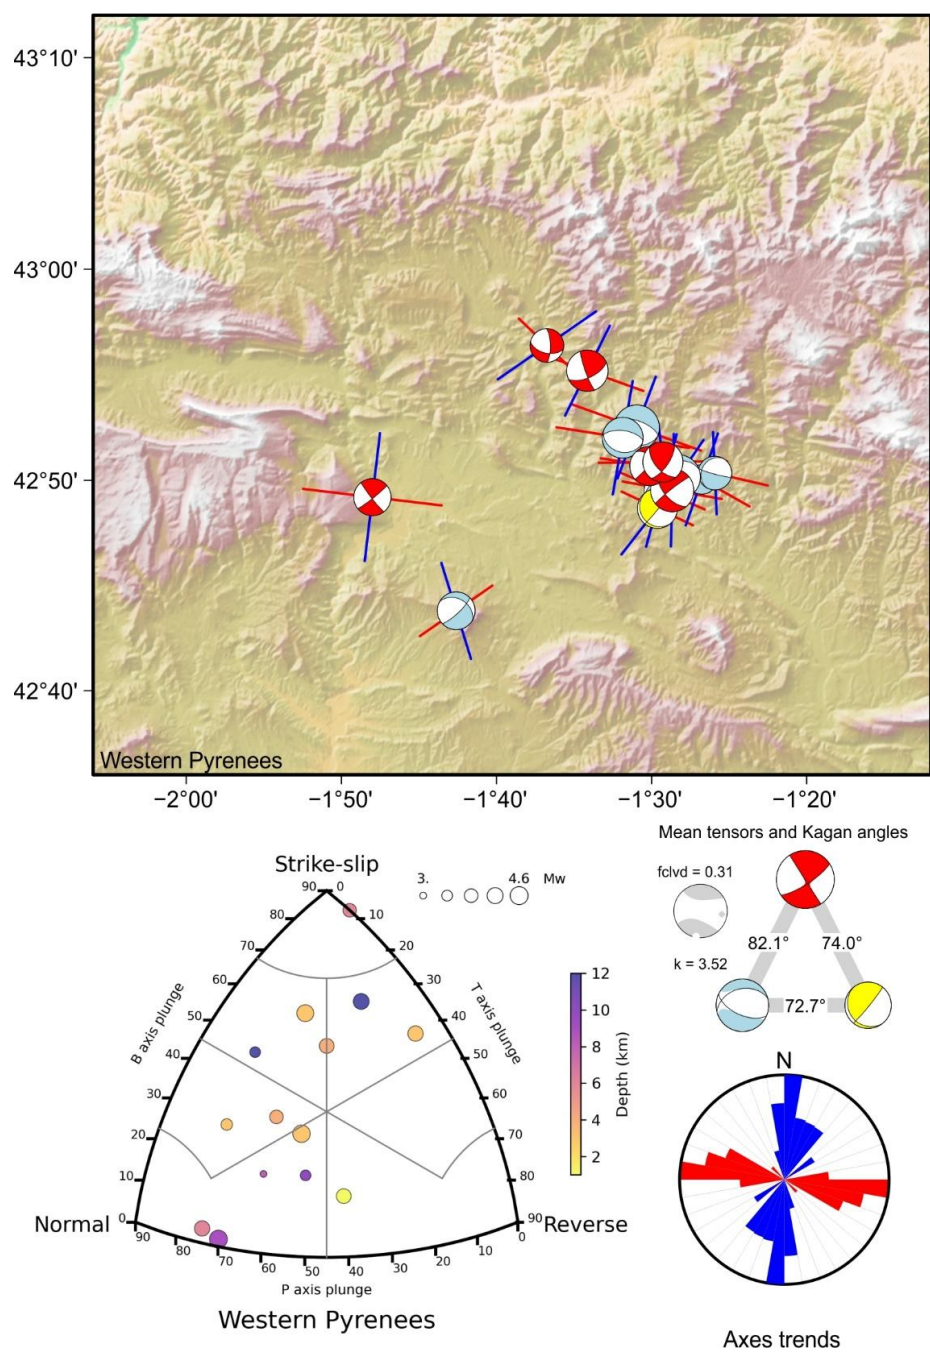 43°10'
43°00'
42°50'
42°40'
Western Pyrenees
−2°00' −1°50' −1°40' −1°30' −1°20'
Mean tensors and Kagan angles
fclvd = 0.31
82.1° 74.0°
k = 3.52
72.7°
Strike-slip
3. 4.6 Mw
90 0
80 10
70 20
60 30
50 40
40 50
30 60
20 70
10 80
0 90
B axis plunge
T axis plunge
Normal
Reverse
90 80 70 60 50 40 30 20 10 0
P axis plunge
Western Pyrenees
12
10
8
6
4
2
Depth (km)
N
Axes trends